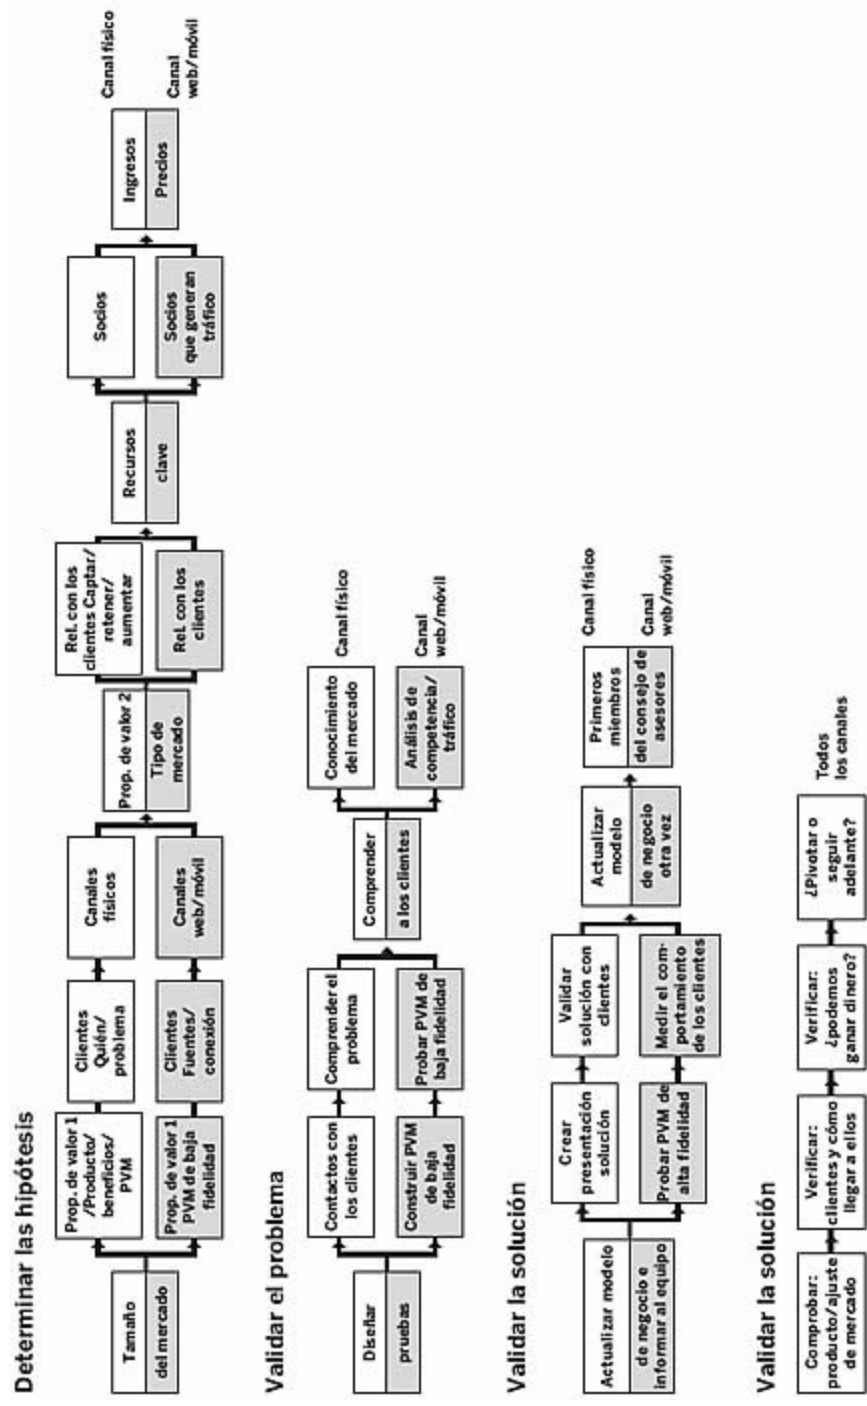 Determinar las hipótesis
Tamaño
del mercado
Prop. de valor 1
/Producto/
beneficios/
PVM
Prop. de valor 1
PVM de baja
fidelidad
Clientes
Quién/
problema
Clientes
Fuentes/
conexión
Canales
físicos
Canales
web/móvil
Prop. de valor 2
Tipo de
mercado
Rel. con los
clientes Captar/
retener/
aumentar
Rel. con los
clientes
Recursos
clave
Socios
Socios
que generan
tráfico
Ingresos
Precios
Canal físico
Canal
web/móvil
Validar el problema
Diseñar
pruebas
Contactos con
los clientes
Construir PVM
de baja
fidelidad
Comprender el
problema
Probar PVM de
baja fidelidad
Comprender
a los clientes
Conocimiento
del mercado
Análisis de
competencia/
tráfico
Canal físico
Canal
web/móvil
Validar la solución
Actualizar modelo
de negocio e
informar al equipo
Crear
presentación
solución
Probar PVM de
alta fidelidad
Validar
solución con
clientes
Medir el com-
portamiento
de los clientes
Actualizar
modelo
de negocio
otra vez
Primeros
miembros
del consejo de
asesores
Canal físico
Canal
web/móvil
Validar la solución
Comprobar:
producto/ajuste
de mercado
Verificar:
clientes y cómo
llegar a ellos
Verificar:
¿podemos
ganar dinero?
¿Pivotar o
seguir
adelante?
Todos
los canales